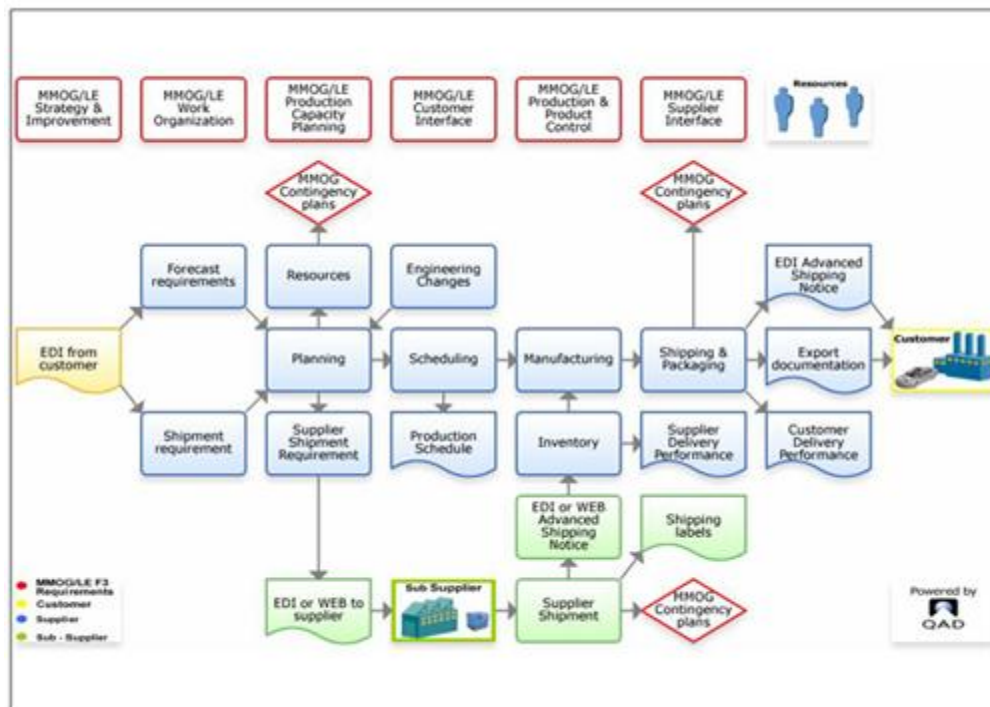 MMOG/LE
Strategy &
Improvement
MMOG/LE
Work
Organization
MMOG/LE
Production
Capacity
Planning
MMOG/LE
Customer
Interface
MMOG/LE
Production &
Product
Control
MMOG/LE
Supplier
Interface
Resources
MMOG
Contingency
plans
MMOG
Contingency
plans
Forecast
requirements
Resources
Engineering
Changes
EDI Advanced
Shipping
Notice
EDI from
customer
Planning
Scheduling
Manufacturing
Shipping &
Packaging
Export
documentation
Customer
Shipment
requirement
Supplier
Shipment
Requirement
Production
Schedule
Inventory
Supplier
Delivery
Performance
Customer
Delivery
Performance
EDI or WEB
Advanced
Shipping
Notice
Shipping
labels
EDI or WEB to
supplier
Sub Supplier
Supplier
Shipment
MMOG
Contingency
plans
MMOG/LE F3
Requirements
Customer
Supplier
Sub - Supplier
Powered by
QAD